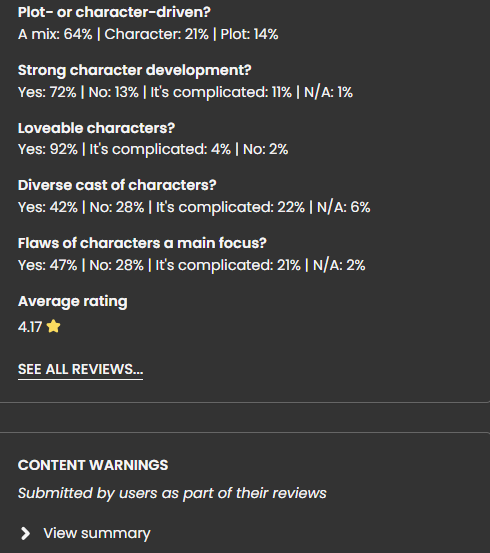 Plot- or character-driven?
A mix: 64% | Character: 21% | Plot: 14%
Strong character development?
Yes: 72% | No: 13% | It's complicated: 11% | N/A: 1%
Loveable characters?
Yes: 92% | It's complicated: 4% | No: 2%
Diverse cast of characters?
Yes: 42% | No: 28% | It's complicated: 22% | N/A: 6%
Flaws of characters a main focus?
Yes: 47% | No: 28% | It's complicated: 21% | N/A: 2%
Average rating
4.17
SEE ALL REVIEWS...
CONTENT WARNINGS
Submitted by users as part of their reviews
View summary